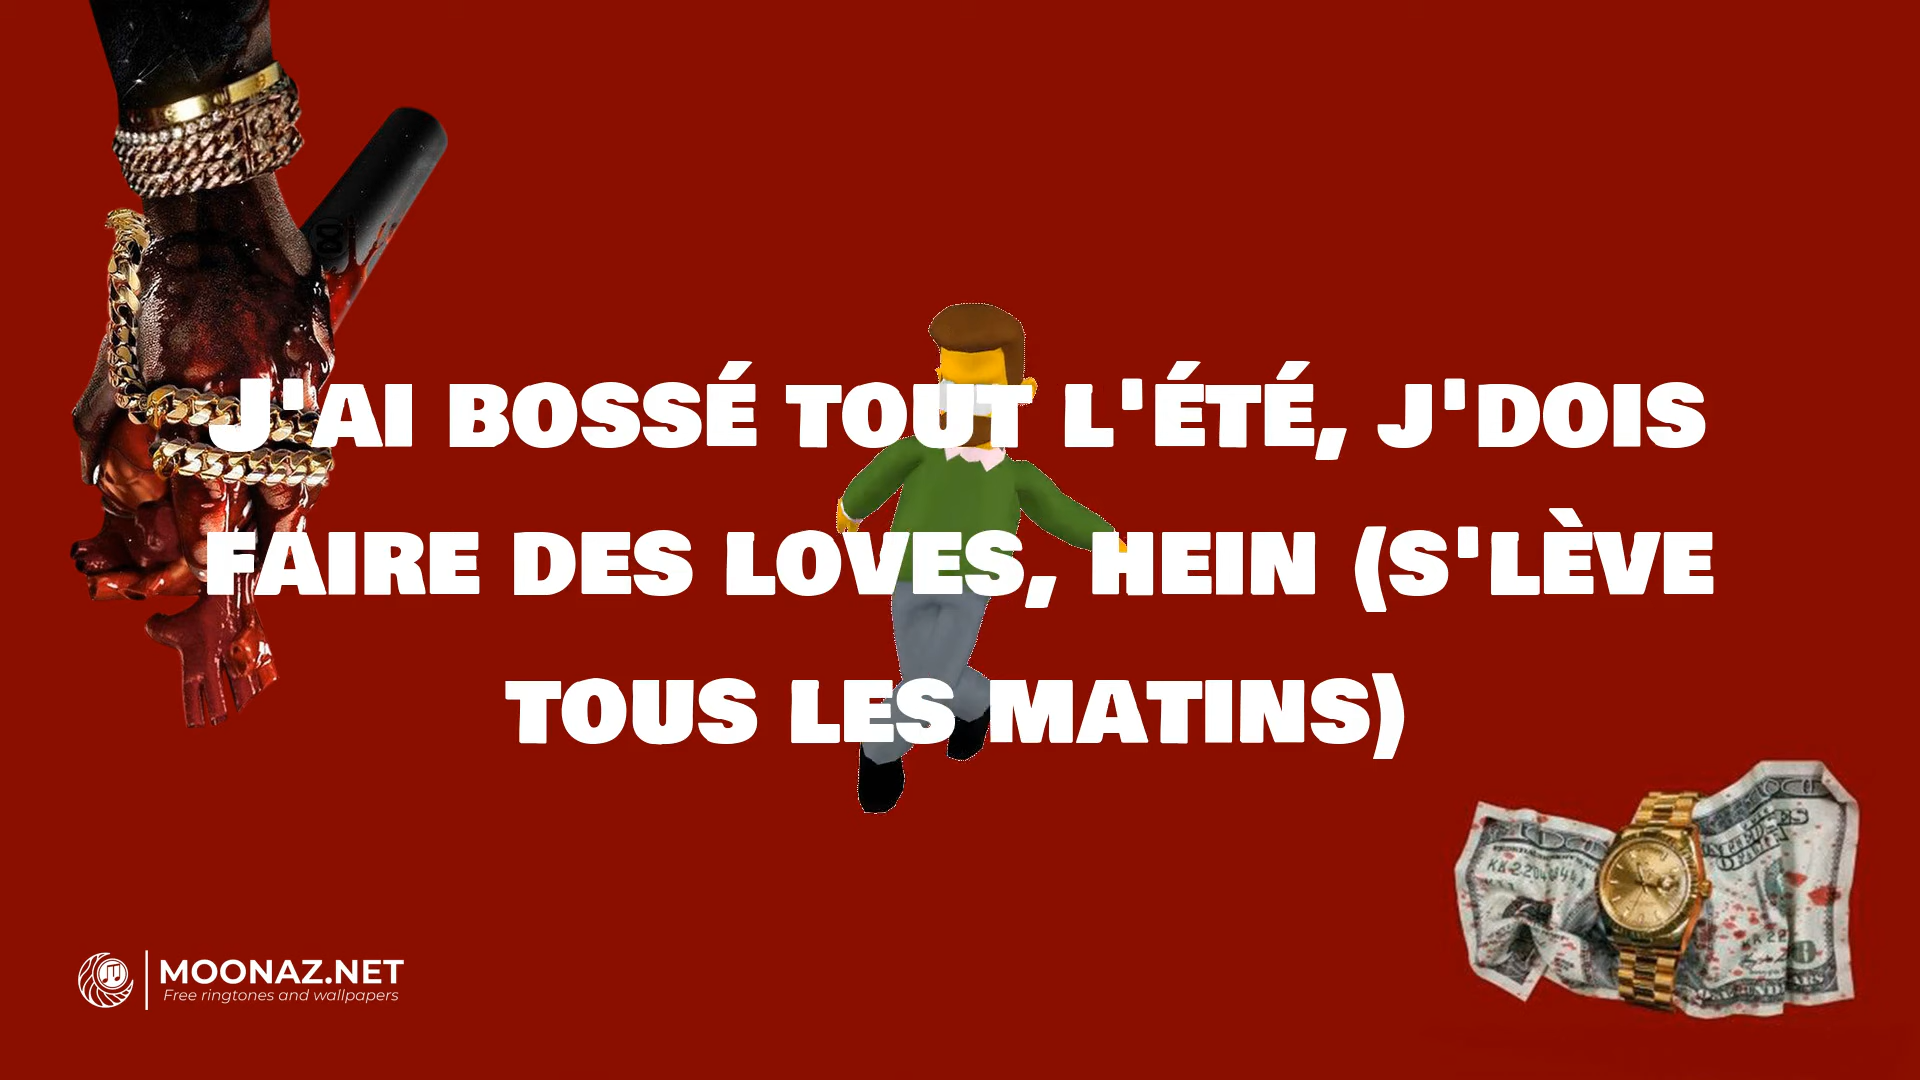 J'AI BOSSÉ TOUT L'ÉTÉ, J'DOIS
FAIRE DES LOVES, HEIN (S'LÈVE
TOUS LES MATINS)
MOONAZ.NET
Free ringtones and wallpapers